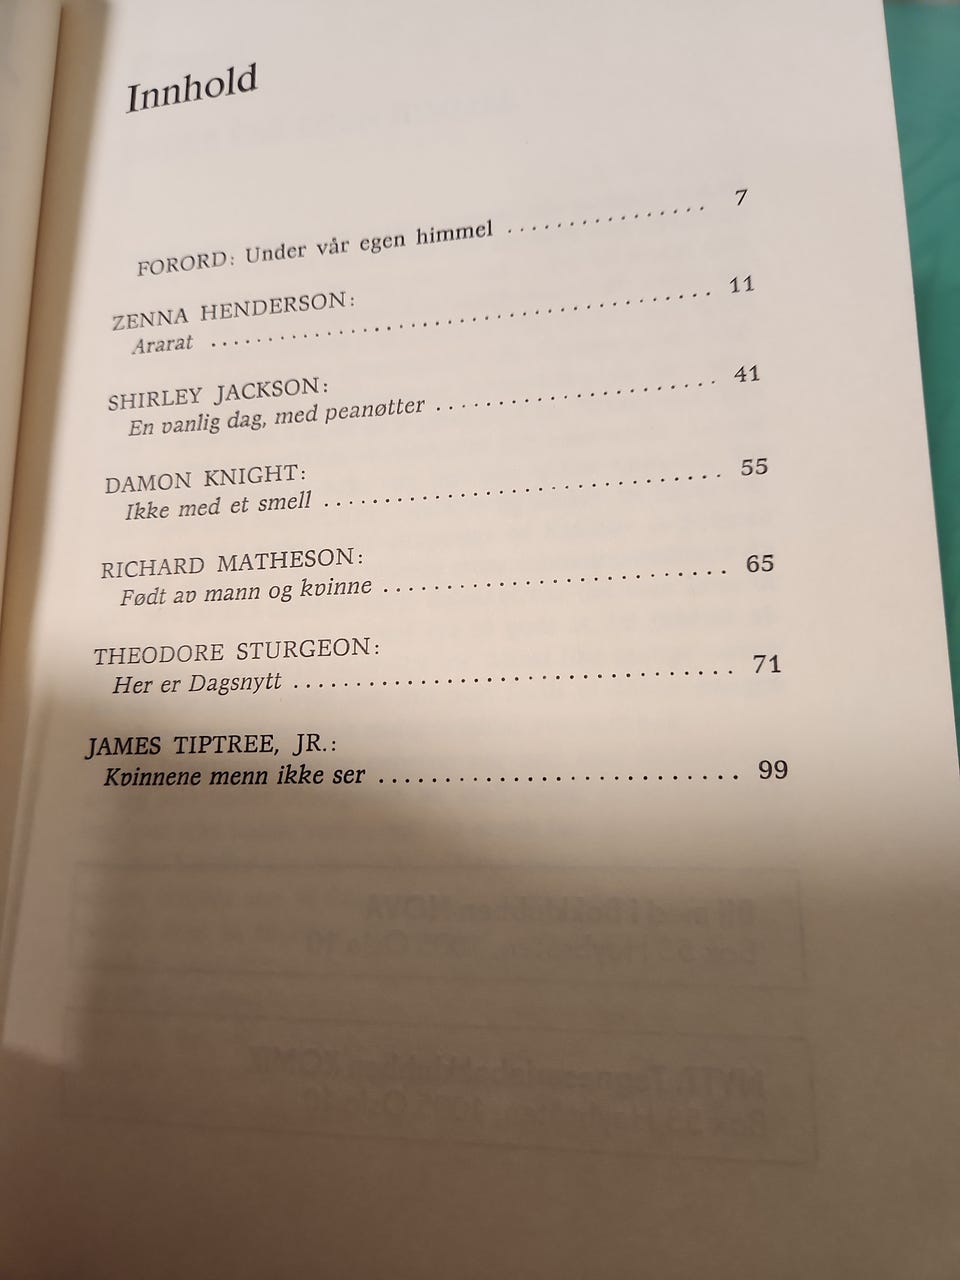 Innhold
FORORD: Under vår egen himmel . . . . . . . . . . . . . . . 7
ZENNA HENDERSON:
Ararat . . . . . . . . . . . . . . . . . . . . . . . . . . . . . . . . . . 11
SHIRLEY JACKSON:
En vanlig dag, med peanøtter . . . . . . . . . . . . . . . . . . . 41
DAMON KNIGHT:
Ikke med et smell . . . . . . . . . . . . . . . . . . . . . . . . . . . 55
RICHARD MATHESON:
Født av mann og kvinne . . . . . . . . . . . . . . . . . . . . . . . 65
THEODORE STURGEON:
Her er Dagsnytt . . . . . . . . . . . . . . . . . . . . . . . . . . . . . 71
JAMES TIPTREE, JR.:
Kvinnene menn ikke ser . . . . . . . . . . . . . . . . . . . . . . . . 99